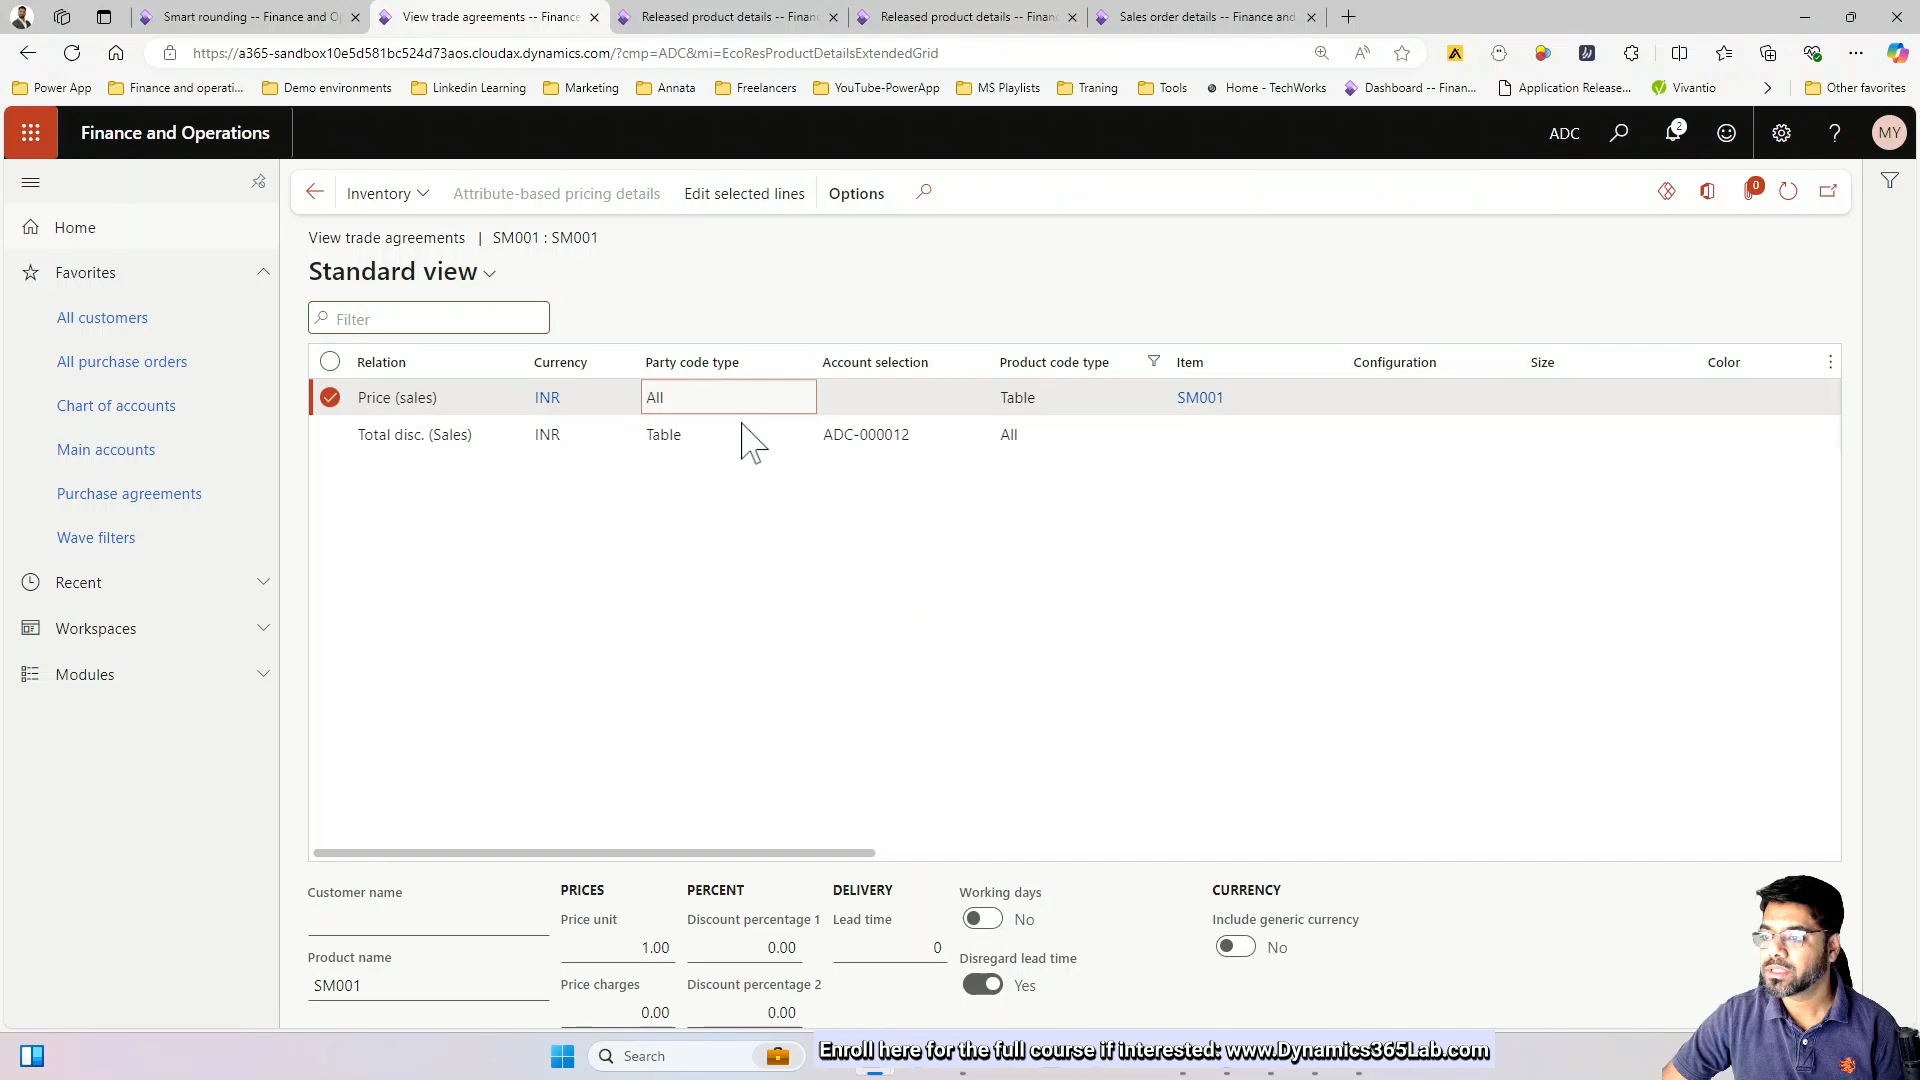 Smart rounding -- Finance and O
View trade agreements -- Finance
Released product details -- Finan
Released product details -- Finan
Sales order details -- Finance and
https://a365-sandbox10e5d581bc524d73aos.cloudax.dynamics.com/?cmp=ADC&mi=EcoResProductDetailsExtendedGrid
Power App
Finance and operati...
Demo environments
Linkedin Learning
Marketing
Annata
Freelancers
YouTube-PowerApp
MS Playlists
Traning
Tools
Home - TechWorks
Dashboard -- Finan...
Application Release...
Vivantio
Other favorites
Finance and Operations
ADC
2
MY
Inventory
Attribute-based pricing details
Edit selected lines
Options
0
Home
Favorites
All customers
All purchase orders
Chart of accounts
Main accounts
Purchase agreements
Wave filters
Recent
Workspaces
Modules
View trade agreements | SM001 : SM001
Standard view
Filter
Relation Currency Party code type Account selection Product code type Item Configuration Size Color
Price (sales) INR All Table SM001
Total disc. (Sales) INR Table ADC-000012 All
Customer name
Product name
SM001
PRICES
Price unit
1.00
Price charges
0.00
PERCENT
Discount percentage 1
0.00
Discount percentage 2
0.00
DELIVERY
Lead time
0
Working days
No
Disregard lead time
Yes
CURRENCY
Include generic currency
No
Search
Enroll here for the full course if interested: www.Dynamics365Lab.com